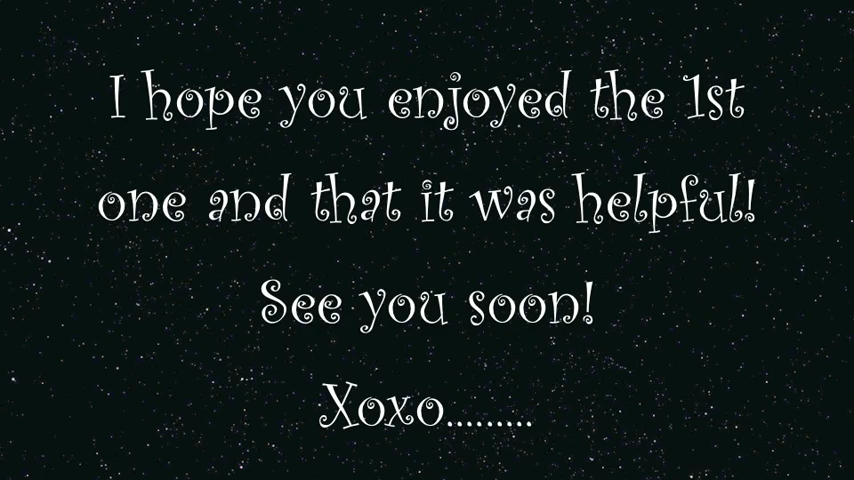 I hope you enjoyed the 1st
one and that it was helpful!
See you soon!
Xoxo.........